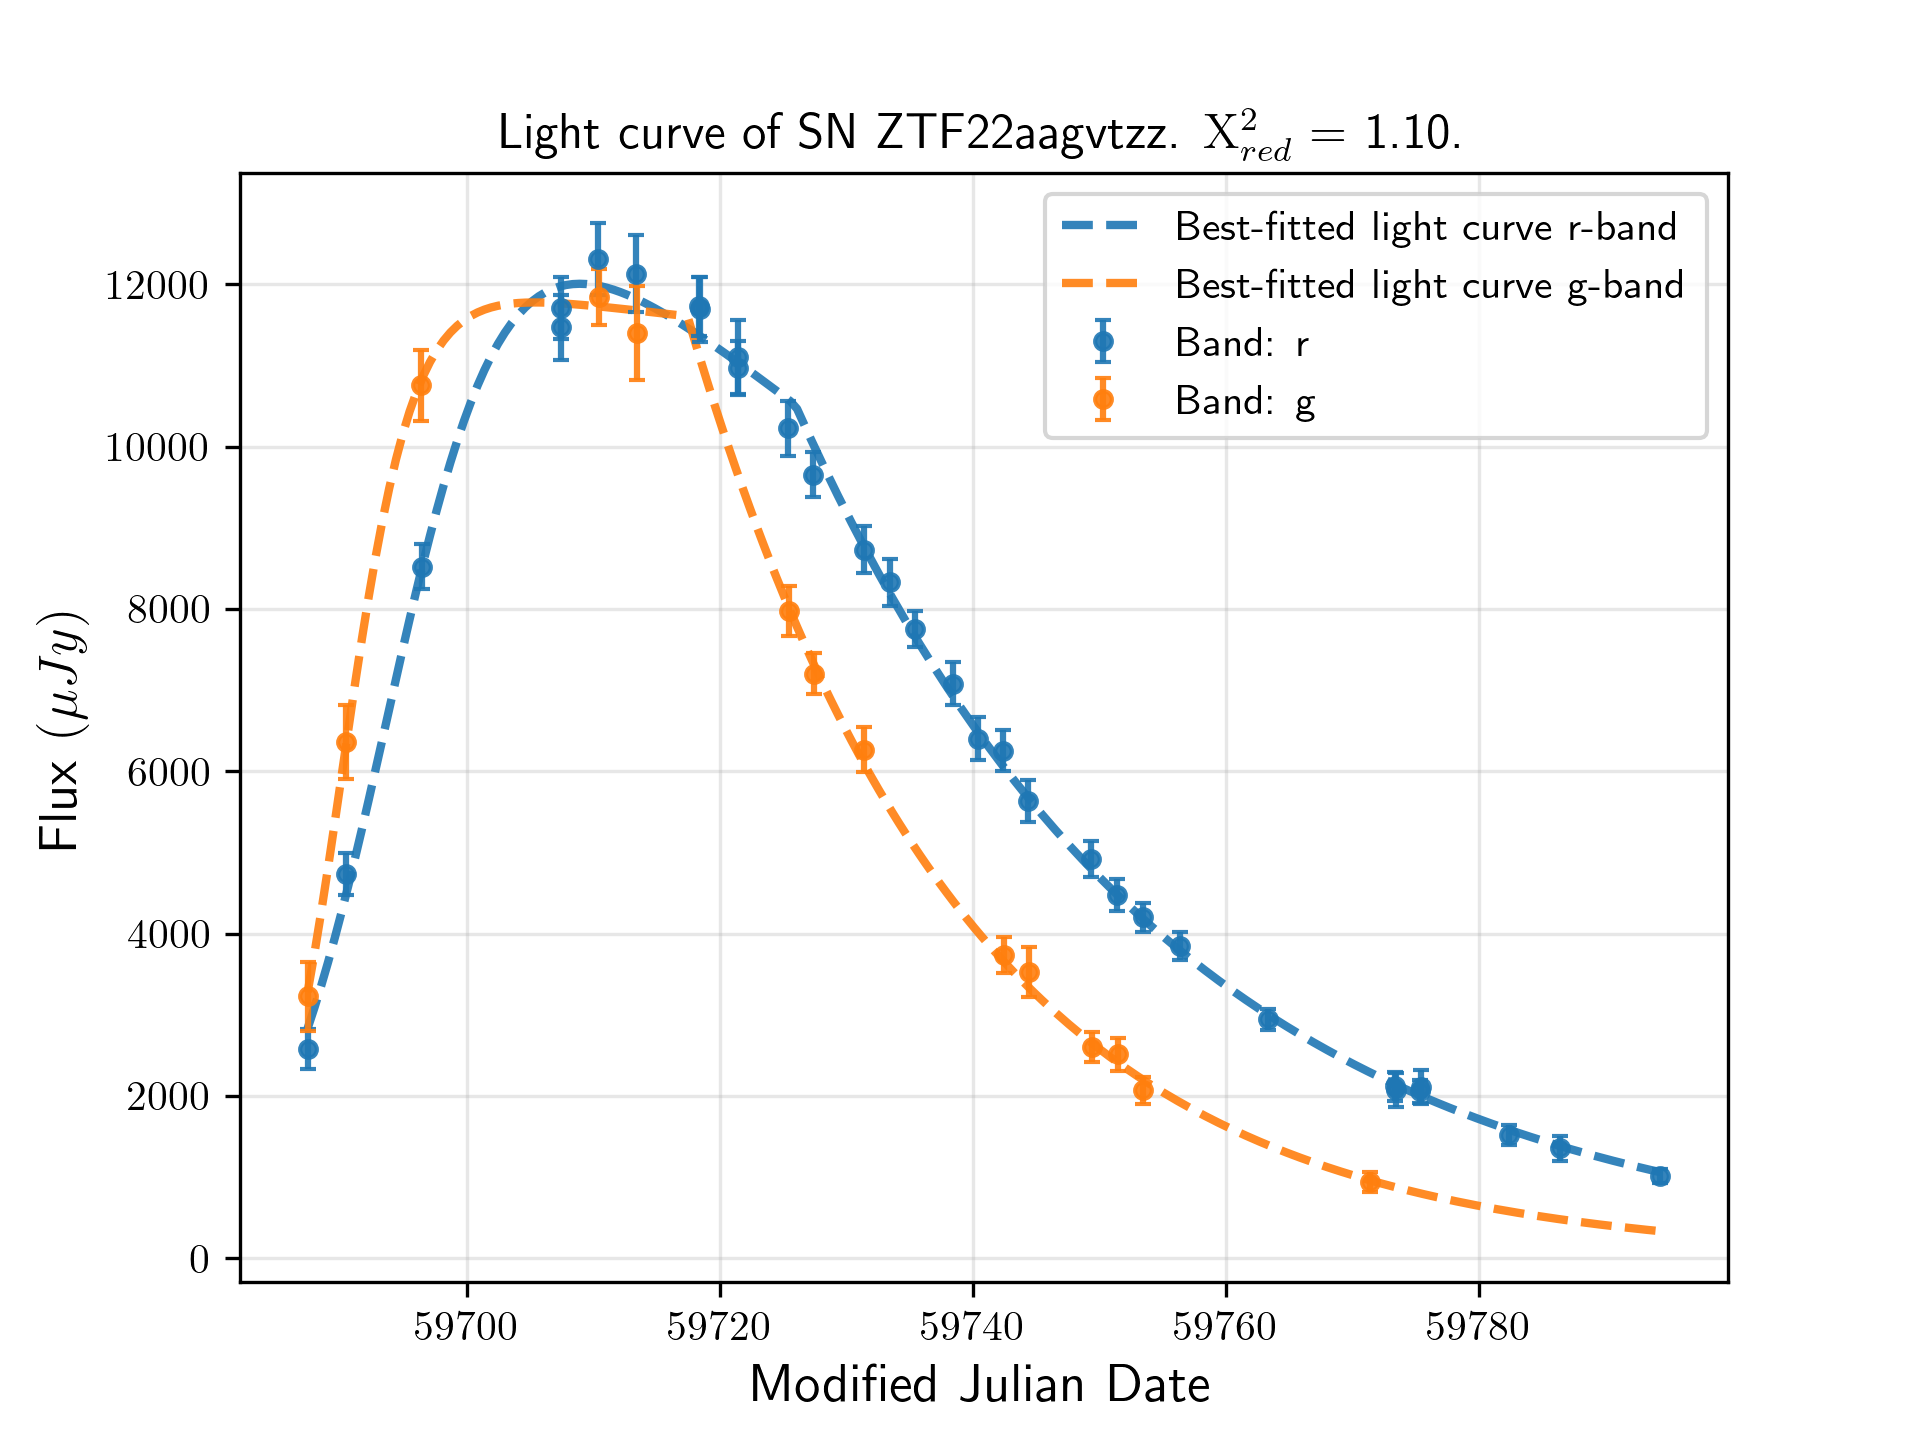 Light curve of SN ZTF22aagvtzz. X²_red = 1.10.
Best-fitted light curve r-band
Best-fitted light curve g-band
Band: r
Band: g
Flux (μJy)
12000
10000
8000
6000
4000
2000
0
59700 59720 59740 59760 59780
Modified Julian Date